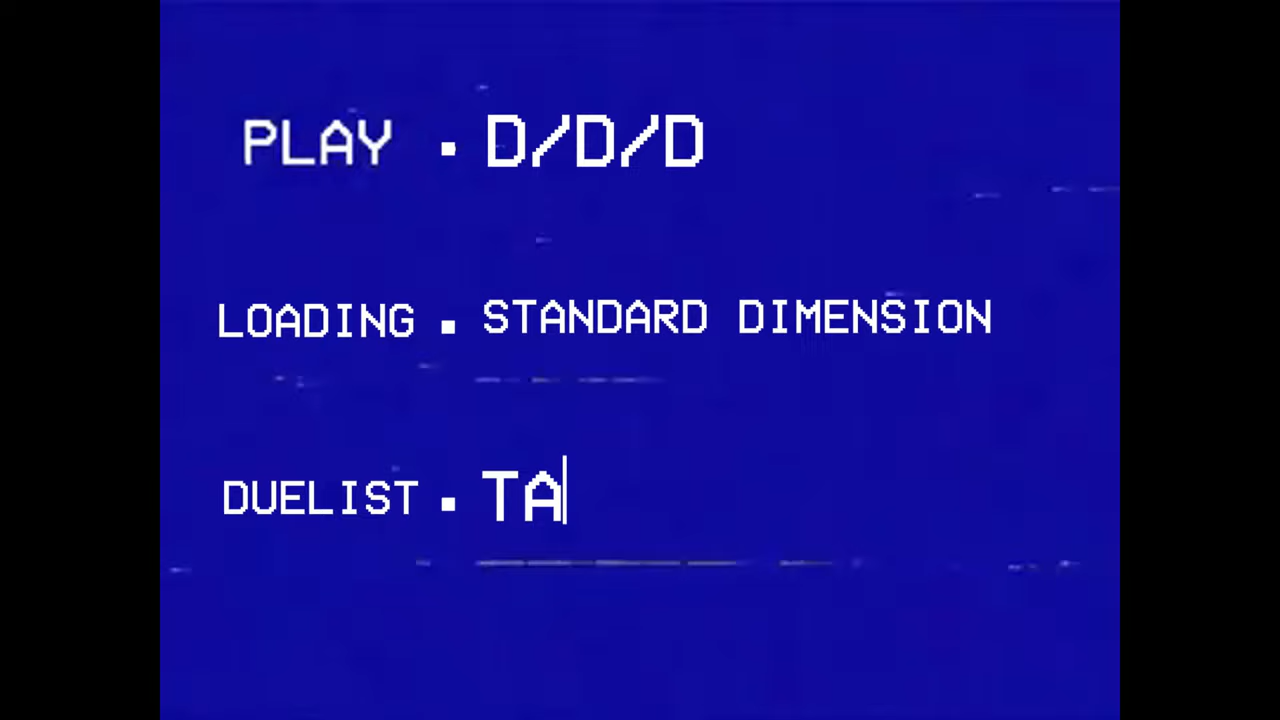 PLAY . D/D/D
LOADING . STANDARD DIMENSION
DUELIST . TA